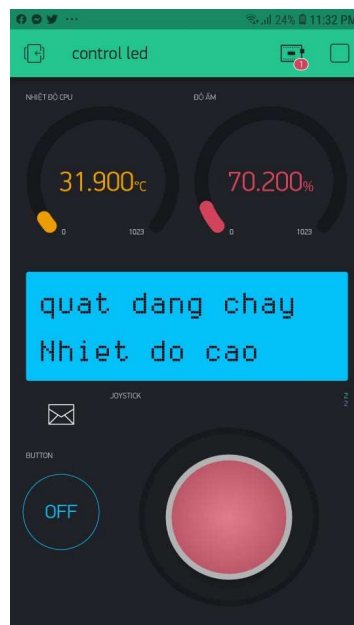 24% 11:32 PM
control led
1
NHIỆT ĐỘ CPU
ĐỘ ẨM
31.900°C
70.200%
0
1023
0
1023
quat dang chay
Nhiet do cao
JOYSTICK
BUTTON
OFF